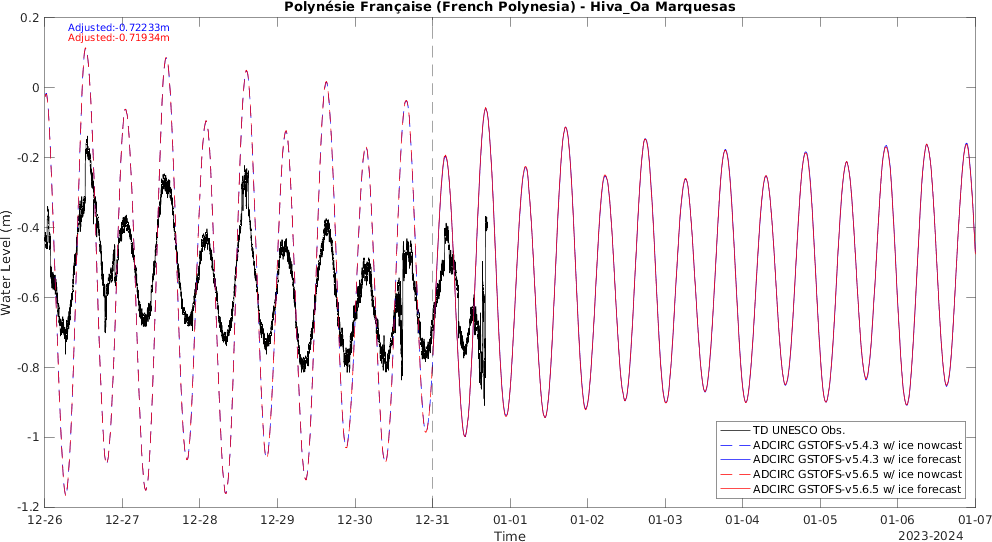 Polynésie Française (French Polynesia) - Hiva_Oa Marquesas
Adjusted:-0.72233m
Adjusted:-0.71934m
0.2
0
-0.2
-0.4
-0.6
-0.8
-1
-1.2
Water Level (m)
TD UNESCO Obs.
ADCIRC GSTOFS-v5.4.3 w/ ice nowcast
ADCIRC GSTOFS-v5.4.3 w/ ice forecast
ADCIRC GSTOFS-v5.6.5 w/ ice nowcast
ADCIRC GSTOFS-v5.6.5 w/ ice forecast
12-26 12-27 12-28 12-29 12-30 12-31 01-01 01-02 01-03 01-04 01-05 01-06 01-07
Time
2023-2024